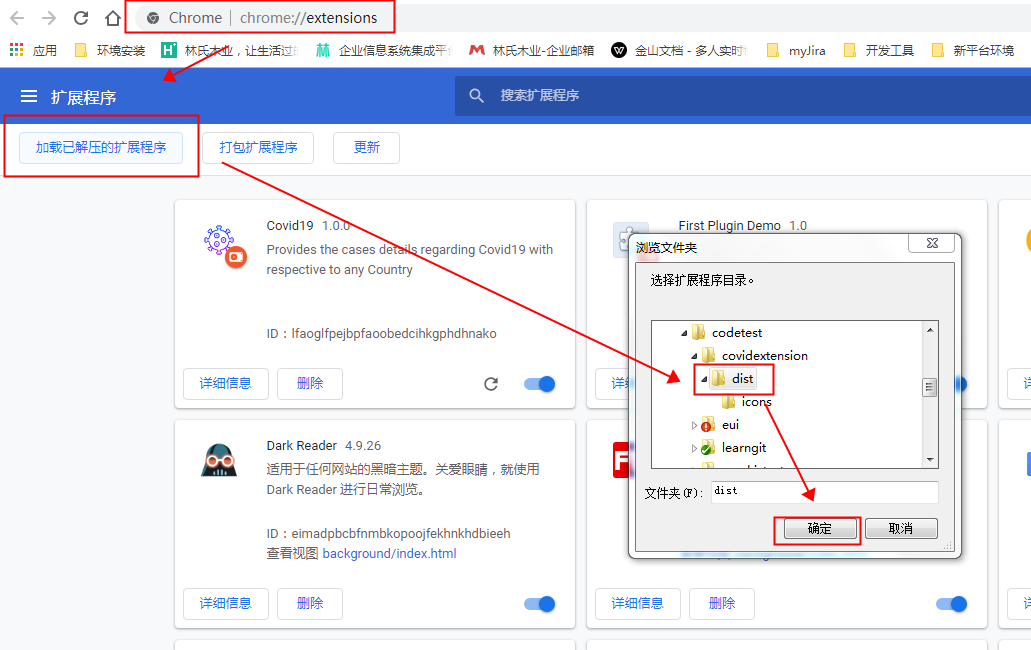 Chrome | chrome://extensions
应用 环境安装 林氏木业，让生活过 企业信息系统集成平 林氏木业-企业邮箱 金山文档 - 多人实时 myJira 开发工具 新平台环境
扩展程序 搜索扩展程序
加载已解压的扩展程序 打包扩展程序 更新
Covid19 1.0.0
Provides the cases details regarding Covid19 with
respective to any Country
ID：lfaoglfpejbpfaoobedcihkgphdhnako
详细信息 删除
First Plugin Demo 1.0
浏览文件夹
选择扩展程序目录。
codetest
covidextension
dist
icons
eui
learngit
文件夹(F): dist
确定 取消
Dark Reader 4.9.26
适用于任何网站的黑暗主题。关爱眼睛，就使用
Dark Reader 进行日常浏览。
ID：eimadpbcbfnmbkopoojfekhnkhdbieeh
查看视图 background/index.html
详细信息 删除
详细信息 删除